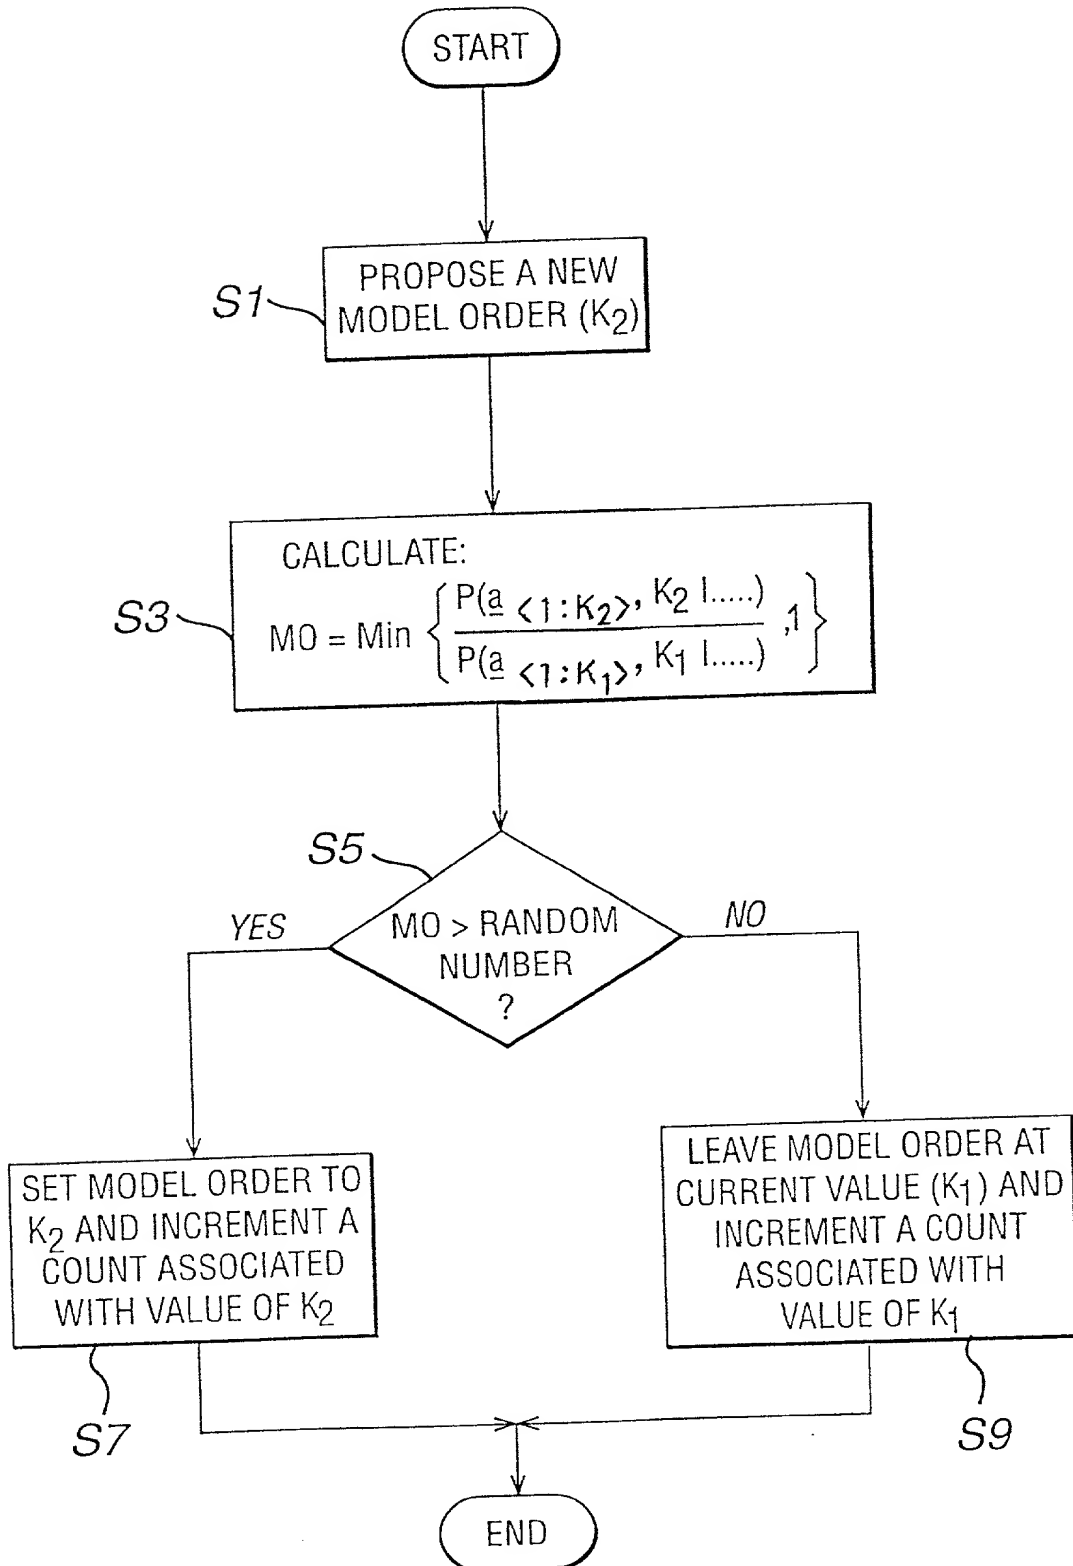 START
S1
PROPOSE A NEW
MODEL ORDER (K₂)
S3
CALCULATE:
MO = Min { P(a̲ <1:K₂>, K₂ |.....) / P(a̲ <1:K₁>, K₁ |.....) ,1 }
S5
YES
MO > RANDOM
NUMBER
?
NO
SET MODEL ORDER TO
K₂ AND INCREMENT A
COUNT ASSOCIATED
WITH VALUE OF K₂
S7
LEAVE MODEL ORDER AT
CURRENT VALUE (K₁) AND
INCREMENT A COUNT
ASSOCIATED WITH
VALUE OF K₁
S9
END